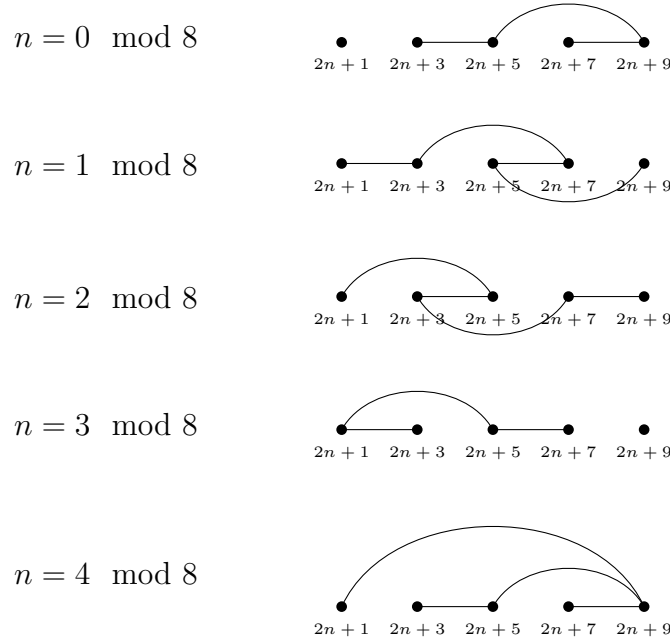 n = 0 mod 8
2n + 1 2n + 3 2n + 5 2n + 7 2n + 9
n = 1 mod 8
2n + 1 2n + 3 2n + 5 2n + 7 2n + 9
n = 2 mod 8
2n + 1 2n + 3 2n + 5 2n + 7 2n + 9
n = 3 mod 8
2n + 1 2n + 3 2n + 5 2n + 7 2n + 9
n = 4 mod 8
2n + 1 2n + 3 2n + 5 2n + 7 2n + 9